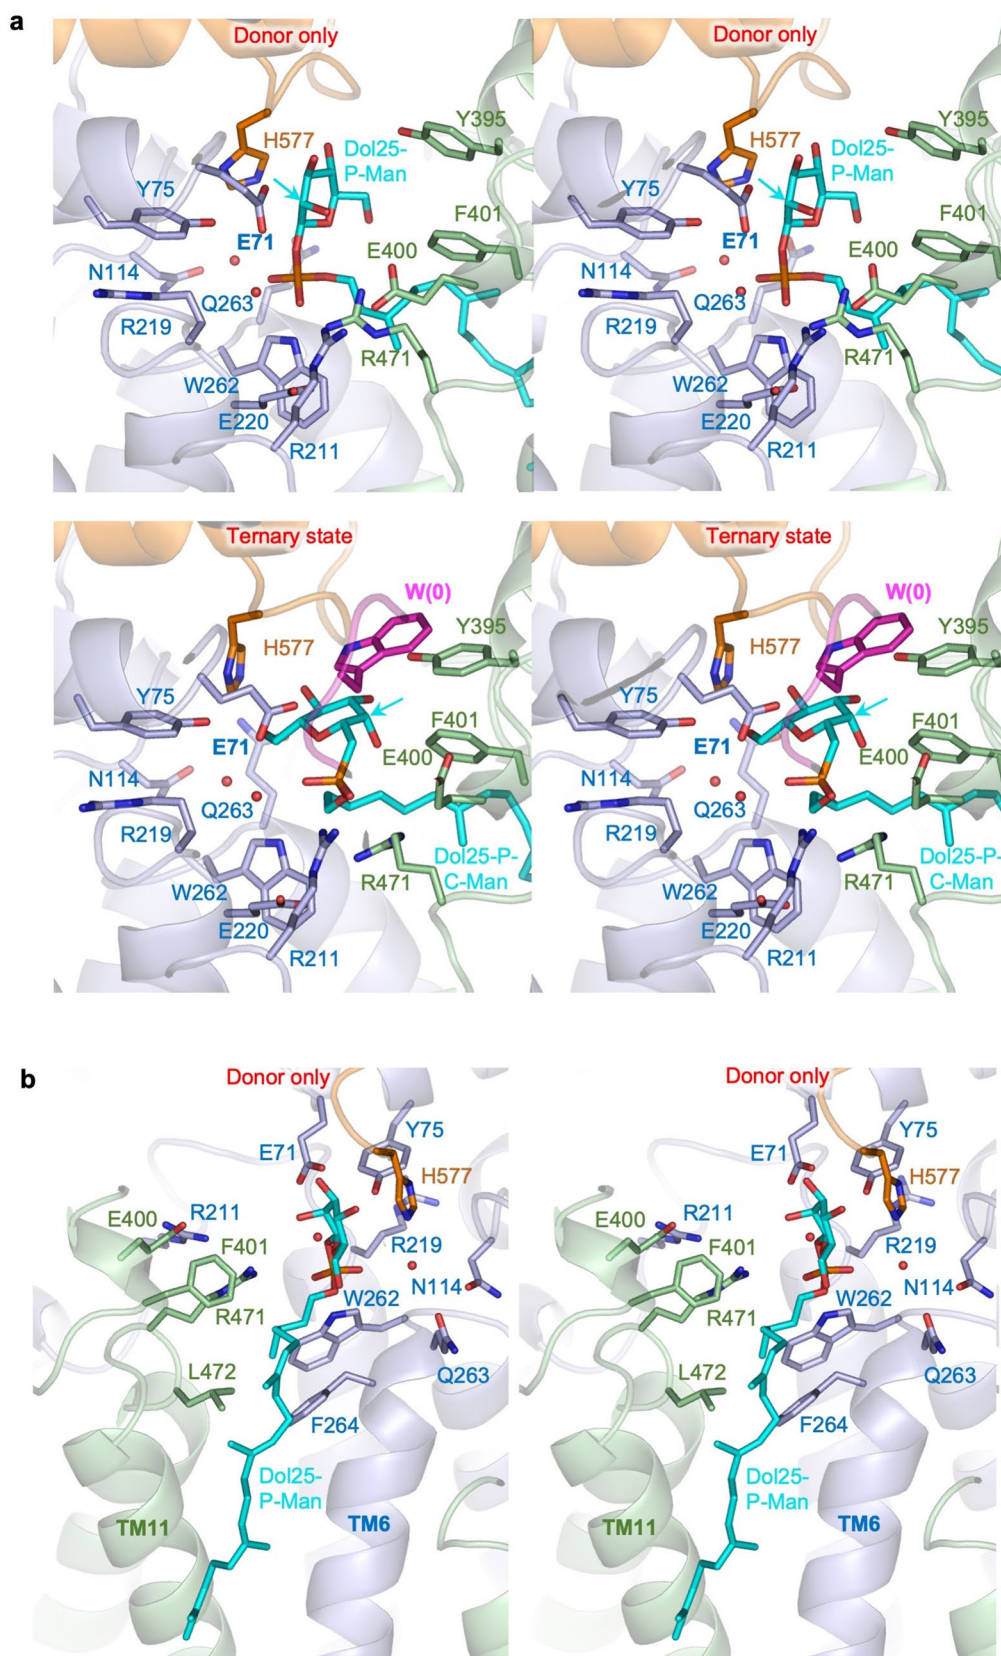 a
Donor only
Donor only
Y395
Y395
H577
Dol25-
P-Man
H577
Dol25-
P-Man
Y75
Y75
F401
F401
E71
E400
E71
E400
N114
Q263
N114
Q263
R219
R471
R219
R471
W262
W262
E220
E220
R211
R211
Ternary state
Ternary state
W(0)
W(0)
Y395
Y395
H577
H577
Y75
Y75
F401
F401
E71
E400
E71
E400
N114
Q263
N114
Q263
R219
R219
Dol25-P-
C-Man
Dol25-P-
C-Man
W262
R471
W262
R471
E220
E220
R211
R211
b
Donor only
Donor only
Y75
Y75
E71
E71
H577
H577
E400
R211
E400
R211
F401
R219
F401
R219
N114
N114
R471
W262
R471
W262
L472
Q263
L472
Q263
F264
F264
Dol25-
P-Man
Dol25-
P-Man
TM11
TM6
TM11
TM6